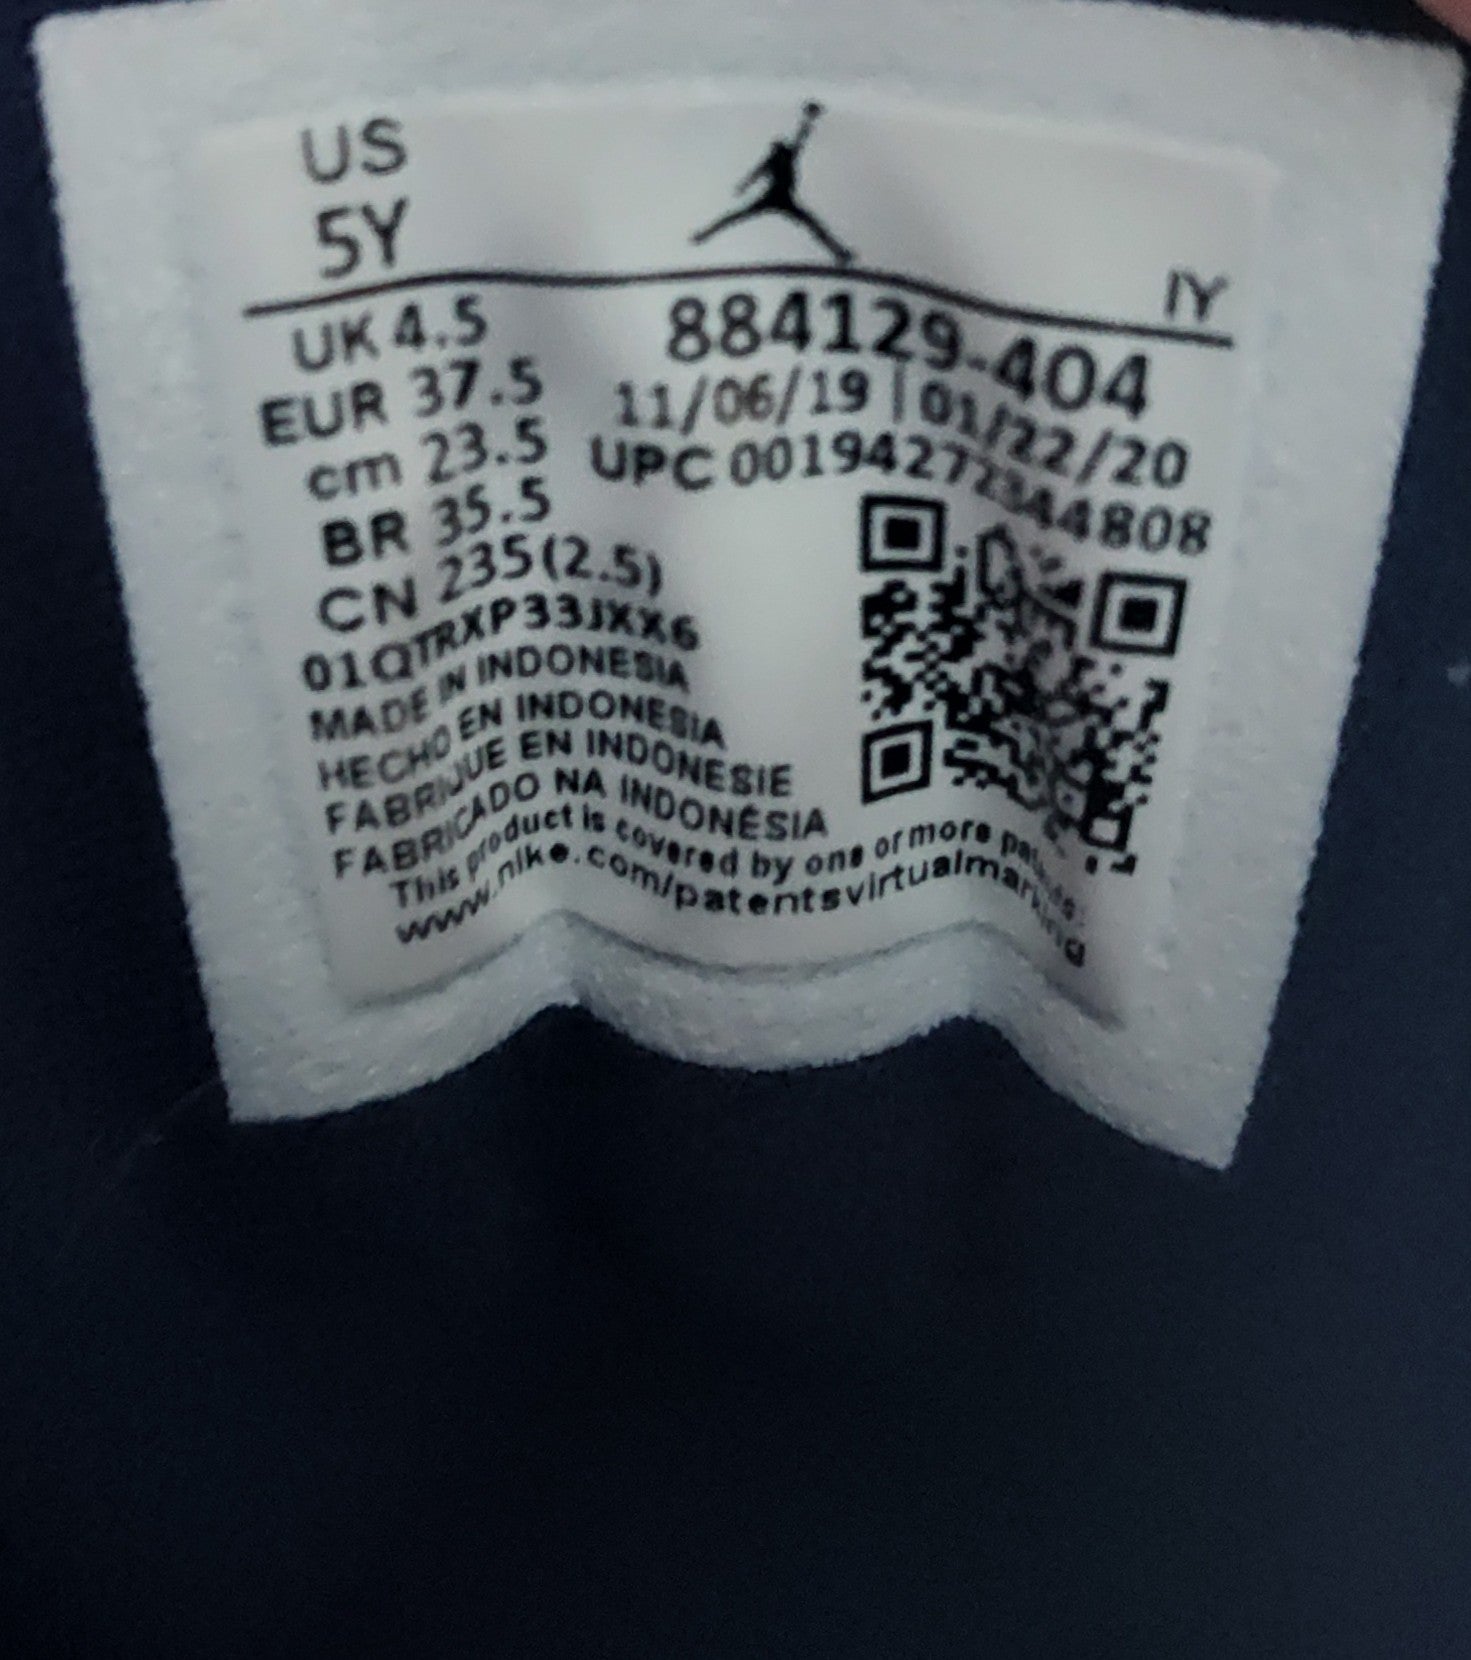 US
5Y
IY
UK 4.5
EUR 37.5
cm 23.5
BR 35.5
CN 235(2.5)
884129-404
11/06/19 | 01/22/20
UPC 00194272344808
01QTRXP33JXX6
MADE IN INDONESIA
HECHO EN INDONESIA
FABRIQUE EN INDONESIE
FABRICADO NA INDONÉSIA
This product is covered by one or more patents:
www.nike.com/patentsvirtualmarking